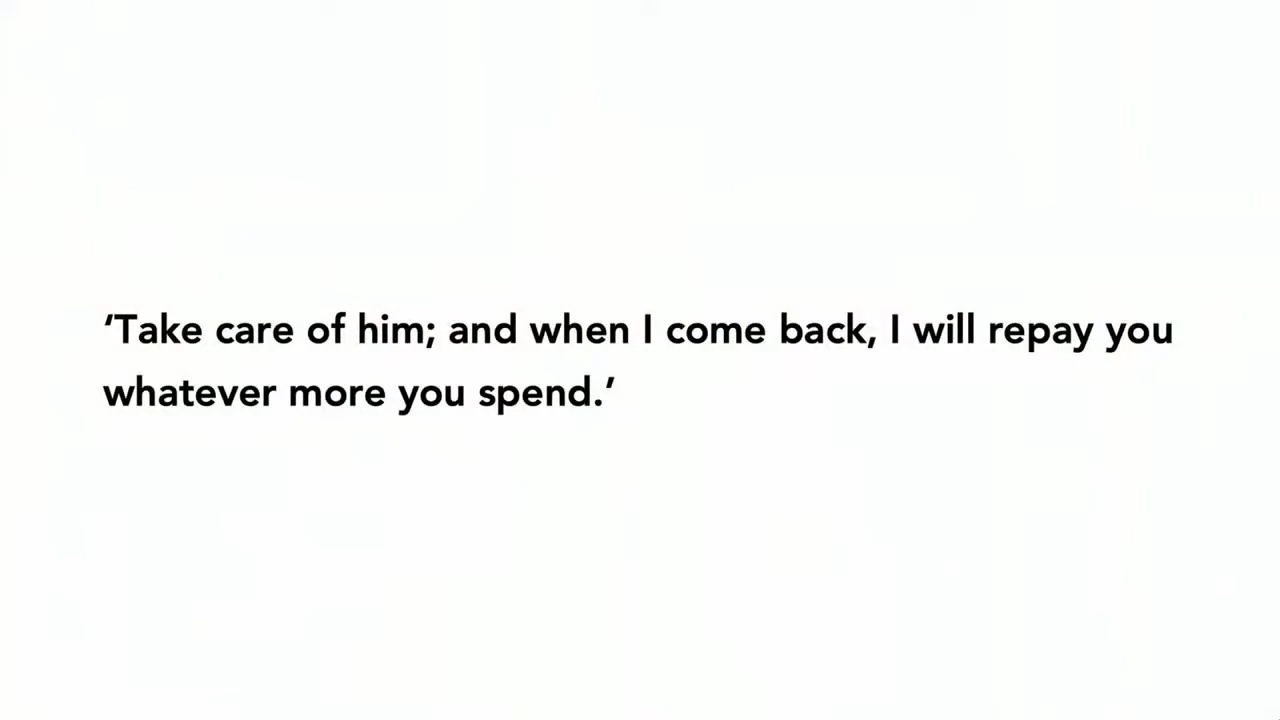 ‘Take care of him; and when I come back, I will repay you
whatever more you spend.’